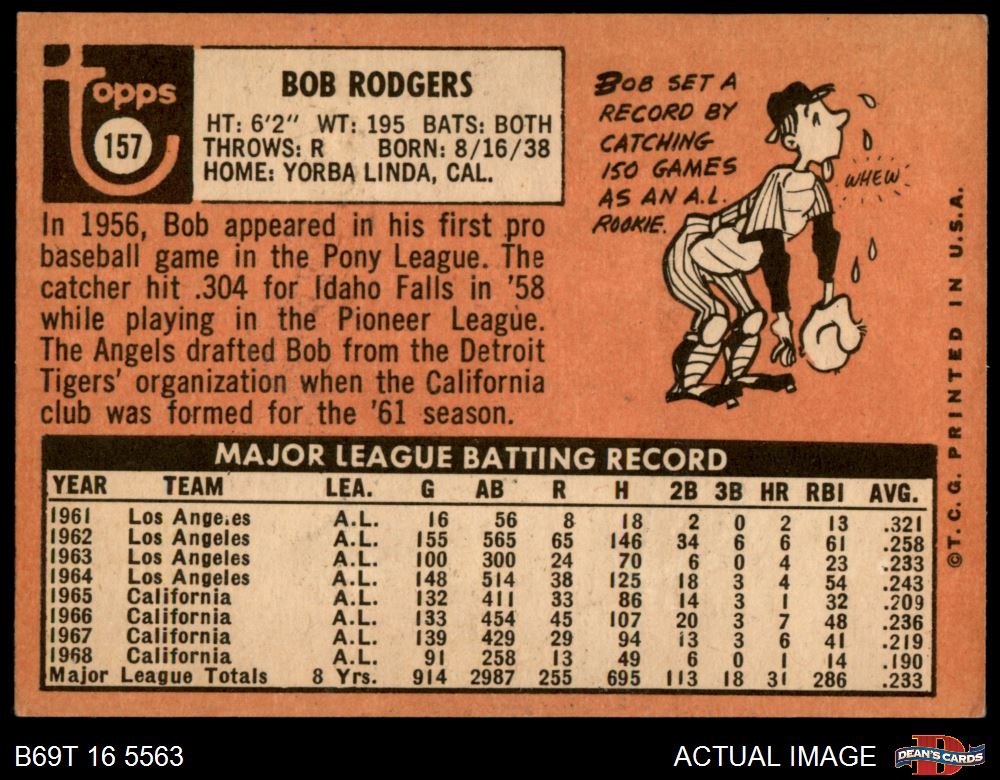 topps
157
BOB RODGERS
HT: 6'2" WT: 195 BATS: BOTH
THROWS: R BORN: 8/16/38
HOME: YORBA LINDA, CAL.
In 1956, Bob appeared in his first pro
baseball game in the Pony League. The
catcher hit .304 for Idaho Falls in '58
while playing in the Pioneer League.
The Angels drafted Bob from the Detroit
Tigers' organization when the California
club was formed for the '61 season.
BOB SET A
RECORD BY
CATCHING
150 GAMES
AS AN A.L.
ROOKIE.
WHEW
©T. C. G. PRINTED IN U.S.A.
MAJOR LEAGUE BATTING RECORD
YEAR TEAM LEA. G AB R H 2B 3B HR RBI AVG.
1961 Los Angeles A.L. 16 56 8 18 2 0 2 13 .321
1962 Los Angeles A.L. 155 565 65 146 34 6 6 61 .258
1963 Los Angeles A.L. 100 300 24 70 6 0 4 23 .233
1964 Los Angeles A.L. 148 514 38 125 18 3 4 54 .243
1965 California A.L. 132 411 33 86 14 3 1 32 .209
1966 California A.L. 133 454 45 107 20 3 7 48 .236
1967 California A.L. 139 429 29 94 13 3 6 41 .219
1968 California A.L. 91 258 13 49 6 0 1 14 .190
Major League Totals 8 Yrs. 914 2987 255 695 113 18 31 286 .233
B69T 16 5563
ACTUAL IMAGE
DEAN'S CARDS